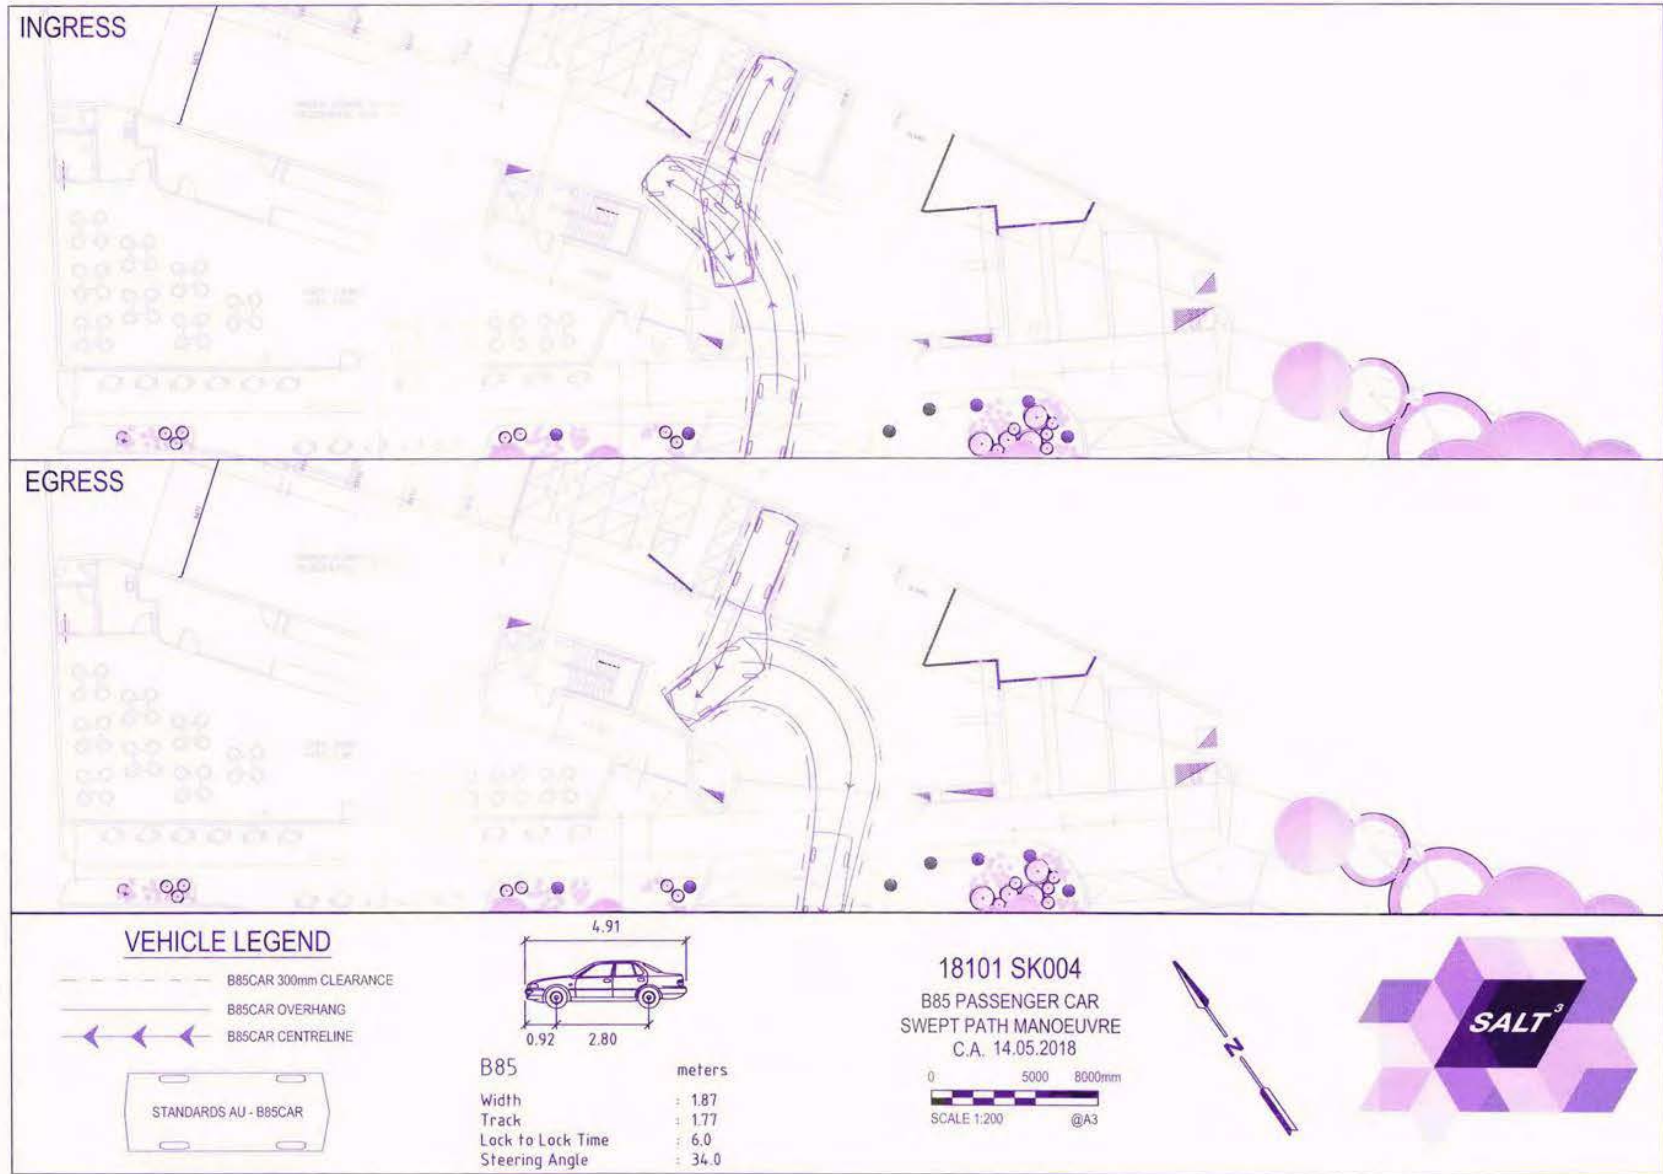 INGRESS
EGRESS
VEHICLE LEGEND
B85CAR 300mm CLEARANCE
B85CAR OVERHANG
B85CAR CENTRELINE
STANDARDS AU - B85CAR
4.91
0.92 2.80
B85 meters
Width : 1.87
Track : 1.77
Lock to Lock Time : 6.0
Steering Angle : 34.0
18101 SK004
B85 PASSENGER CAR
SWEPT PATH MANOEUVRE
C.A. 14.05.2018
0 5000 8000mm
SCALE 1:200 @A3
N
SALT³